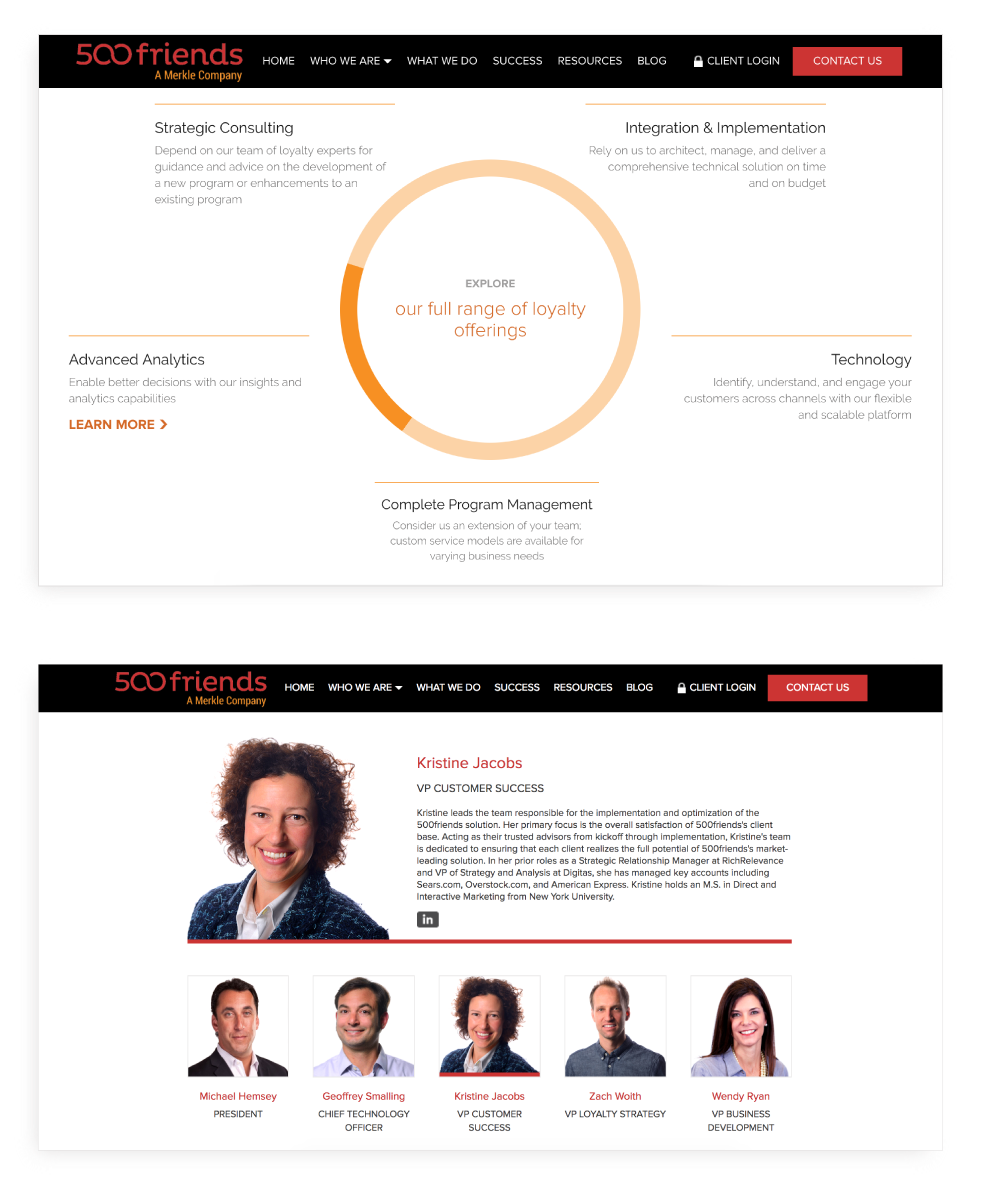 500friends
A Merkle Company
HOME WHO WE ARE WHAT WE DO SUCCESS RESOURCES BLOG CLIENT LOGIN CONTACT US
Strategic Consulting
Depend on our team of loyalty experts for
guidance and advice on the development of
a new program or enhancements to an
existing program
Integration & Implementation
Rely on us to architect, manage, and deliver a
comprehensive technical solution on time
and on budget
EXPLORE
our full range of loyalty
offerings
Advanced Analytics
Enable better decisions with our insights and
analytics capabilities
LEARN MORE
Technology
Identify, understand, and engage your
customers across channels with our flexible
and scalable platform
Complete Program Management
Consider us an extension of your team;
custom service models are available for
varying business needs
500friends
A Merkle Company
HOME WHO WE ARE WHAT WE DO SUCCESS RESOURCES BLOG CLIENT LOGIN CONTACT US
Kristine Jacobs
VP CUSTOMER SUCCESS
Kristine leads the team responsible for the implementation and optimization of the
500friends solution. Her primary focus is the overall satisfaction of 500friends's client
base. Acting as their trusted advisors from kickoff through implementation, Kristine's team
is dedicated to ensuring that each client realizes the full potential of 500friends's market-
leading solution. In her prior roles as a Strategic Relationship Manager at RichRelevance
and VP of Strategy and Analysis at Digitas, she has managed key accounts including
Sears.com, Overstock.com, and American Express. Kristine holds an M.S. in Direct and
Interactive Marketing from New York University.
in
Michael Hemsey
PRESIDENT
Geoffrey Smalling
CHIEF TECHNOLOGY
OFFICER
Kristine Jacobs
VP CUSTOMER
SUCCESS
Zach Woith
VP LOYALTY STRATEGY
Wendy Ryan
VP BUSINESS
DEVELOPMENT